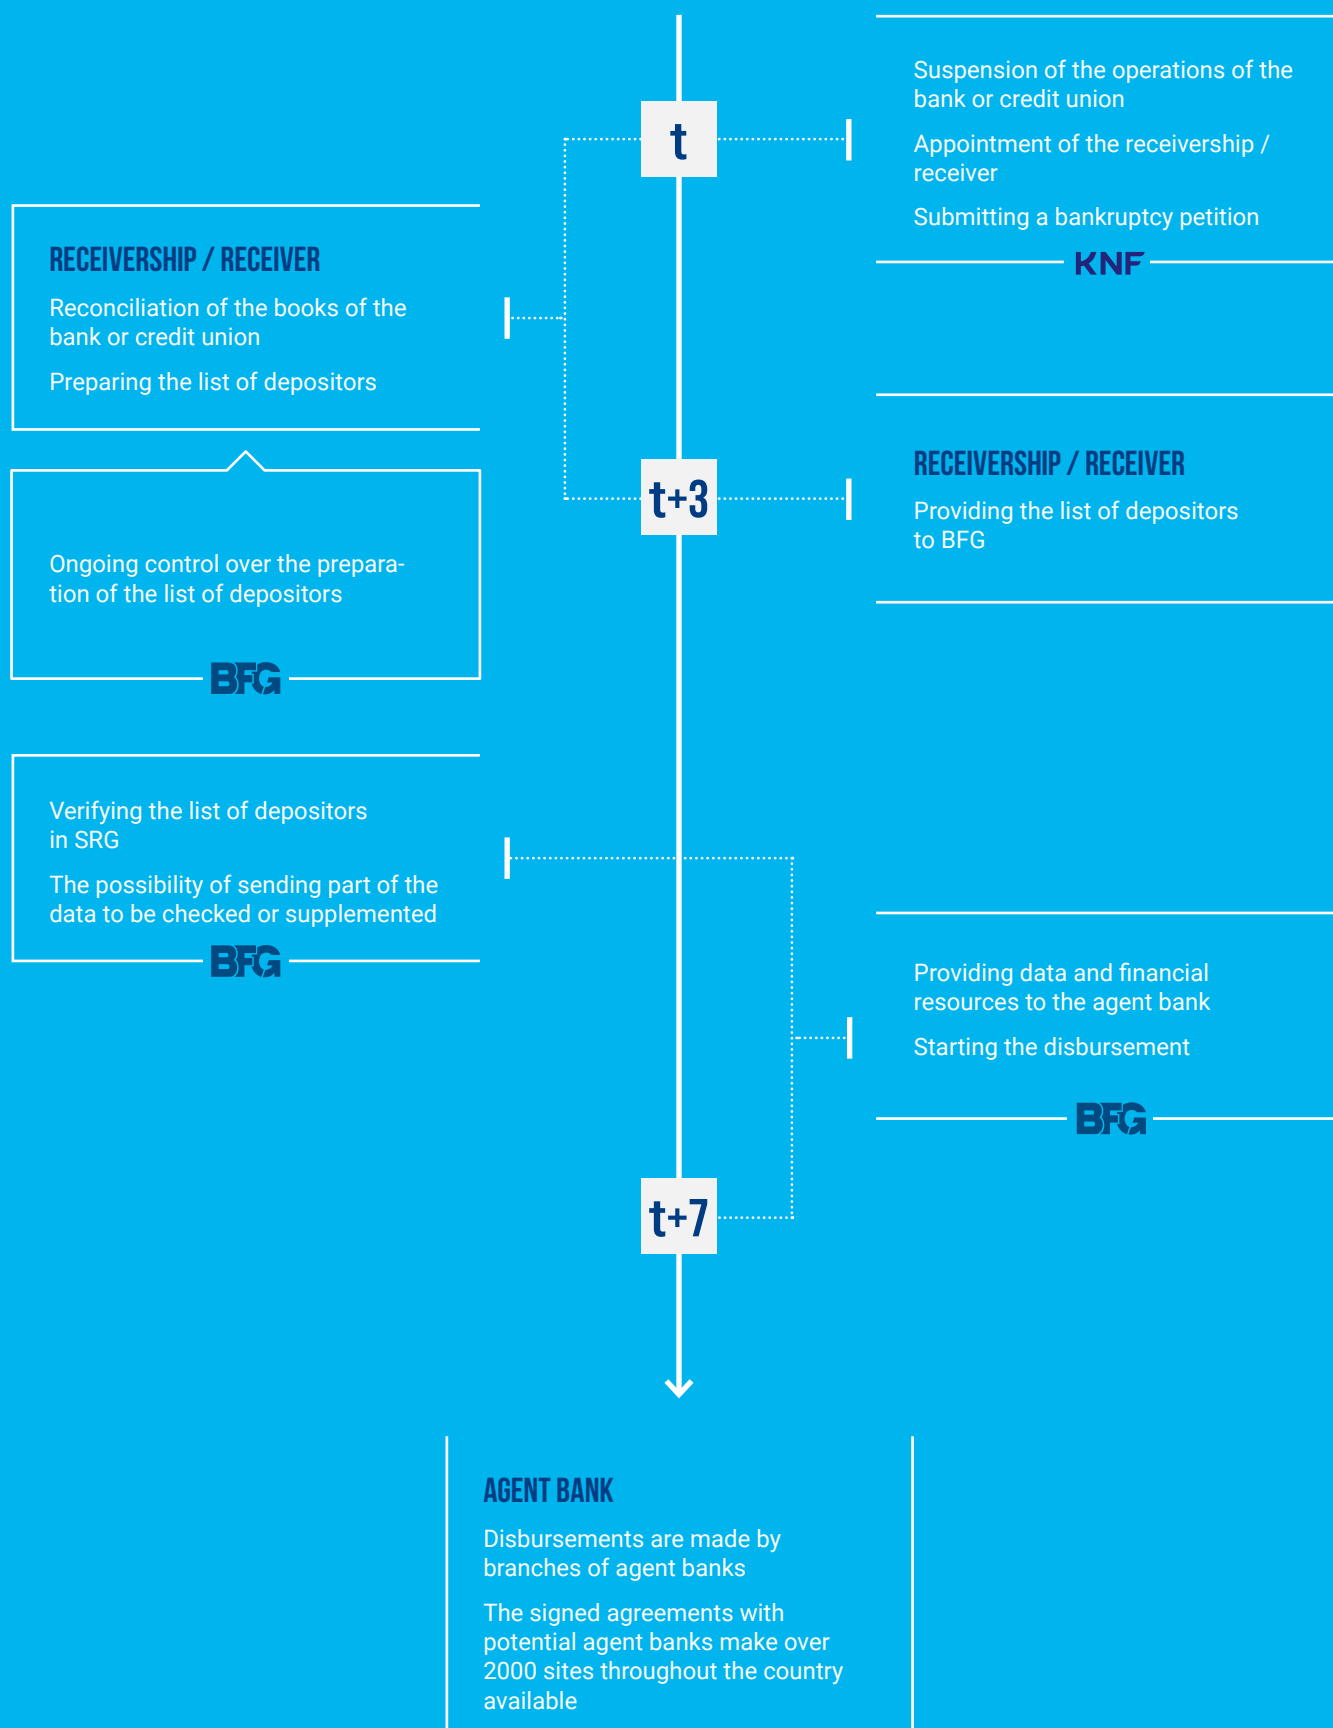 t
Suspension of the operations of the
bank or credit union
Appointment of the receivership /
receiver
Submitting a bankruptcy petition
KNF
RECEIVERSHIP / RECEIVER
Reconciliation of the books of the
bank or credit union
Preparing the list of depositors
Ongoing control over the prepara-
tion of the list of depositors
BFG
t+3
RECEIVERSHIP / RECEIVER
Providing the list of depositors
to BFG
Verifying the list of depositors
in SRG
The possibility of sending part of the
data to be checked or supplemented
BFG
Providing data and financial
resources to the agent bank
Starting the disbursement
BFG
t+7
AGENT BANK
Disbursements are made by
branches of agent banks
The signed agreements with
potential agent banks make over
2000 sites throughout the country
available